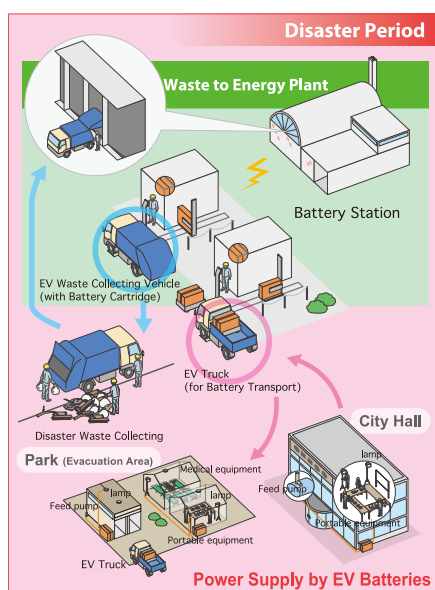 Disaster Period
Waste to Energy Plant
Battery Station
EV Waste Collecting Vehicle
(with Battery Cartridge)
EV Truck
(for Battery Transport)
Disaster Waste Collecting
City Hall
lamp
Feed pump
Portable equipment
Park (Evacuation Area)
Medical equipment
lamp
lamp
Feed pump
Portable equipment
EV Truck
Power Supply by EV Batteries